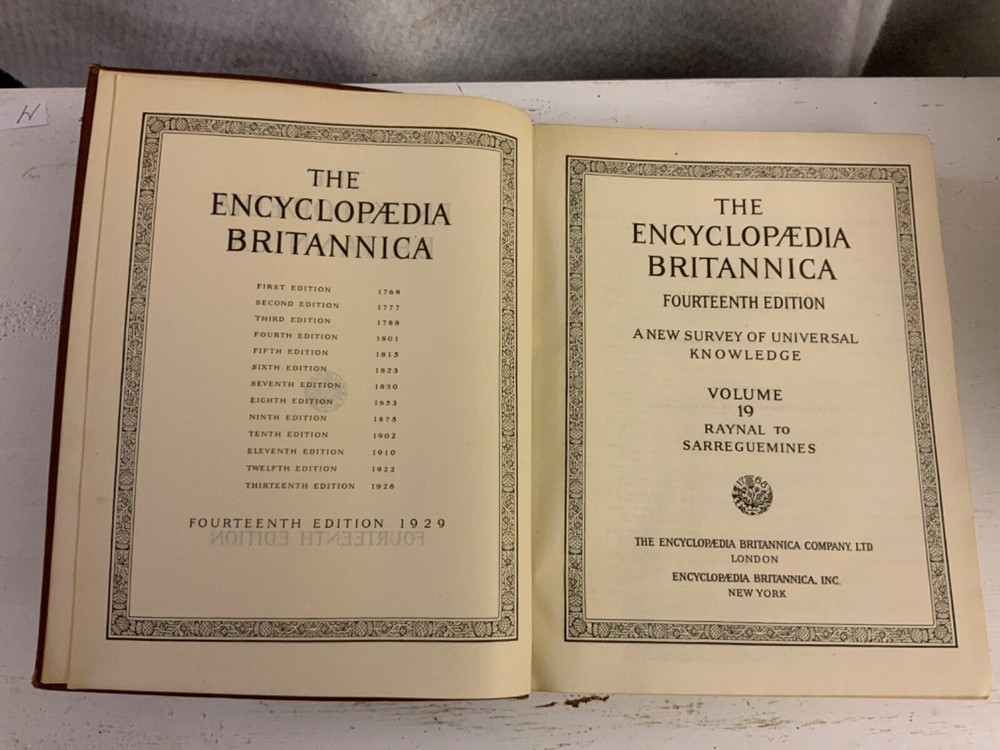 THE
ENCYCLOPÆDIA
BRITANNICA
FIRST EDITION 1768
SECOND EDITION 1777
THIRD EDITION 1788
FOURTH EDITION 1801
FIFTH EDITION 1815
SIXTH EDITION 1823
SEVENTH EDITION 1830
EIGHTH EDITION 1853
NINTH EDITION 1875
TENTH EDITION 1902
ELEVENTH EDITION 1910
TWELFTH EDITION 1922
THIRTEENTH EDITION 1926
FOURTEENTH EDITION 1929
THE
ENCYCLOPÆDIA
BRITANNICA
FOURTEENTH EDITION
A NEW SURVEY OF UNIVERSAL
KNOWLEDGE
VOLUME
19
RAYNAL TO
SARREGUEMINES
1768
THE ENCYCLOPÆDIA BRITANNICA COMPANY, LTD.
LONDON
ENCYCLOPÆDIA BRITANNICA, INC.
NEW YORK